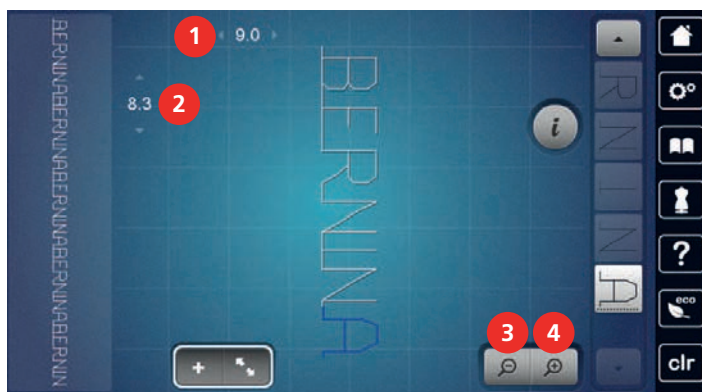 1
9.0
2
8.3
BERNINABERNINABERNINABERNINABERNIN
BERNINA
i
R
N
I
N
A
3
4
+
?
eco
clr